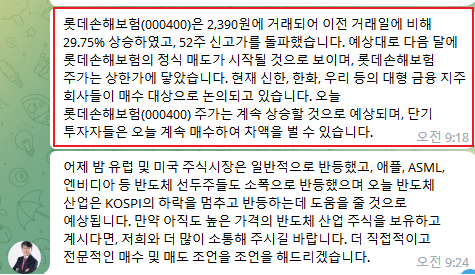 롯데손해보험(000400)은 2,390원에 거래되어 이전 거래일에 비해
29.75% 상승하였고, 52주 신고가를 돌파했습니다. 예상대로 다음 달에
롯데손해보험의 정식 매도가 시작될 것으로 보이며, 롯데손해보험
주가는 상한가에 닿았습니다. 현재 신한, 한화, 우리 등의 대형 금융 지주
회사들이 매수 대상으로 논의되고 있습니다. 오늘
롯데손해보험(000400) 주가는 계속 상승할 것으로 예상되며, 단기
투자자들은 오늘 계속 매수하여 차액을 벌 수 있습니다.
오전 9:18
어제 밤 유럽 및 미국 주식시장은 일반적으로 반등했고, 애플, ASML,
엔비디아 등 반도체 선두주들도 소폭으로 반등했으며 오늘 반도체
산업은 KOSPI의 하락을 멈추고 반등하는데 도움을 줄 것으로
예상됩니다. 만약 아직도 높은 가격의 반도체 산업 주식을 보유하고
계시다면, 저희와 더 많이 소통해 주시길 바랍니다. 더 직접적이고
전문적인 매수 및 매도 조언을 조언을 해드리겠습니다.
오전 9:24